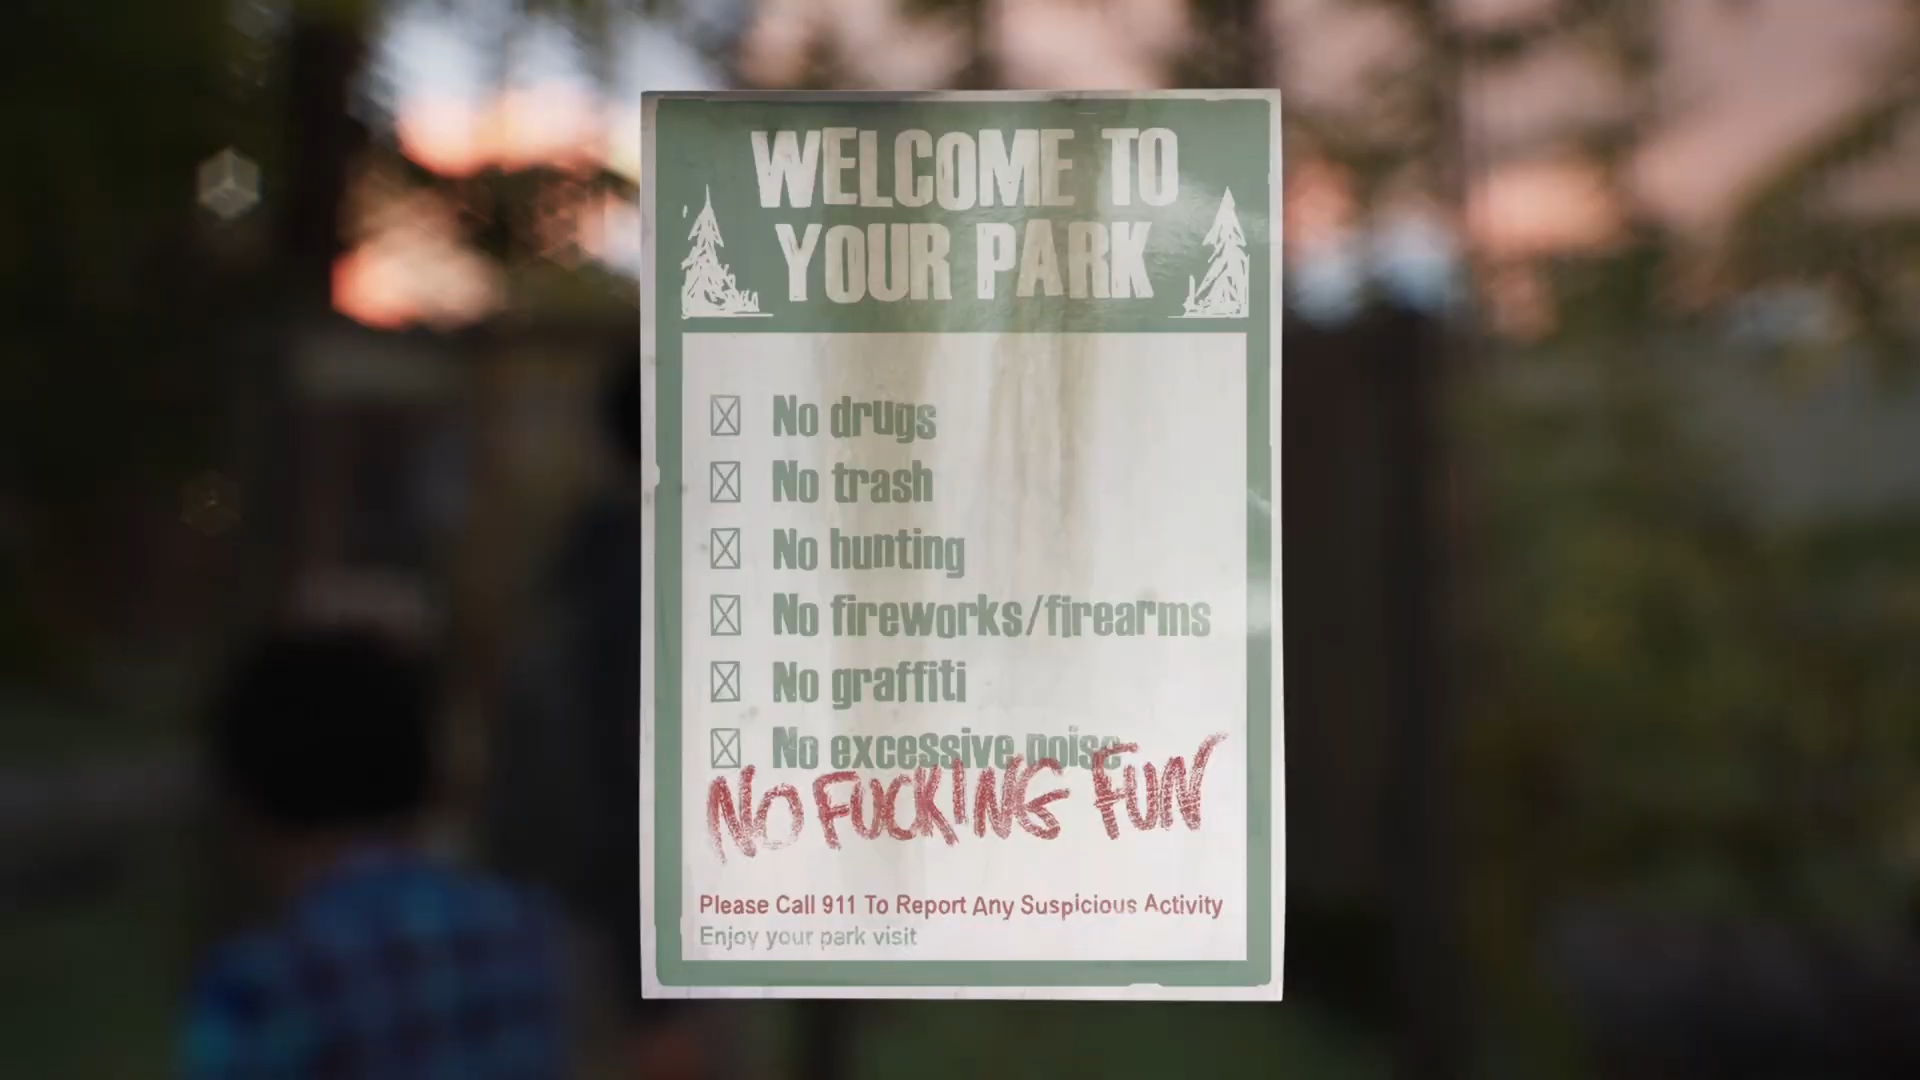 WELCOME TO
YOUR PARK
No drugs
No trash
No hunting
No fireworks/firearms
No graffiti
No excessive noise
NO FUCKING FUN
Please Call 911 To Report Any Suspicious Activity
Enjoy your park visit